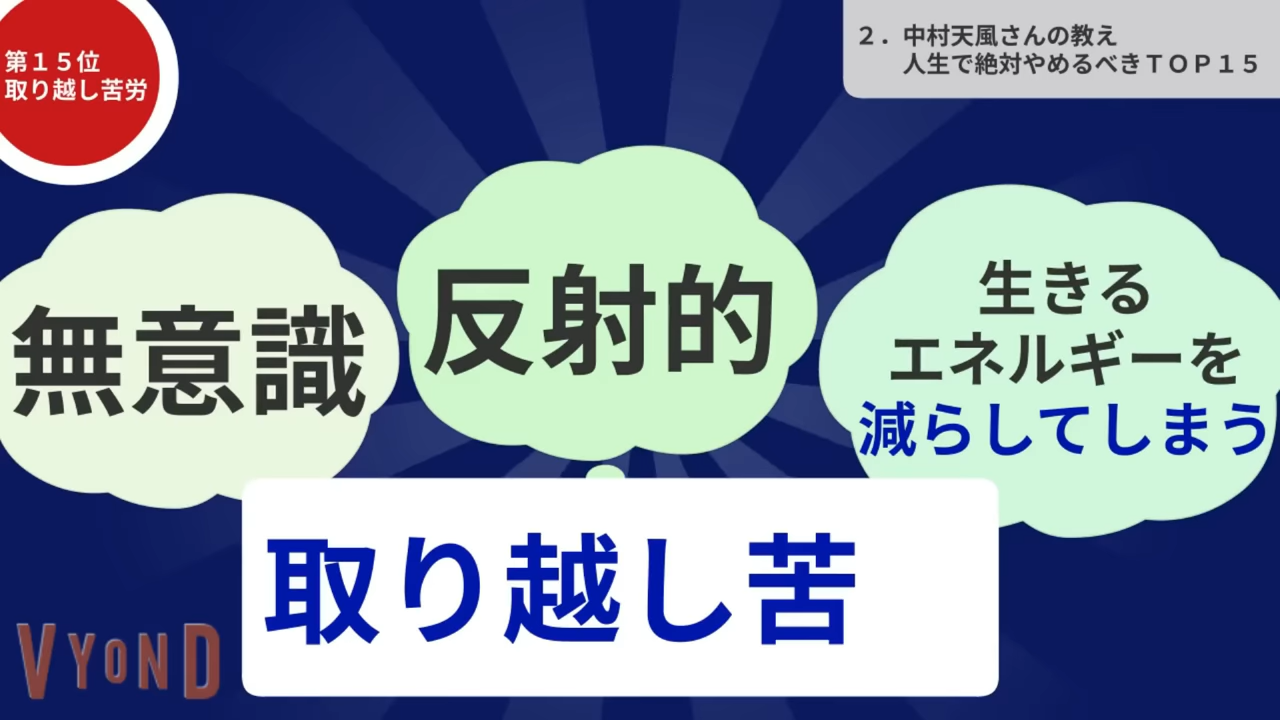 第１５位
取り越し苦労
２．中村天風さんの教え
人生で絶対やめるべきＴＯＰ１５
無意識
反射的
生きる
エネルギーを
減らしてしまう
取り越し苦
VYOND